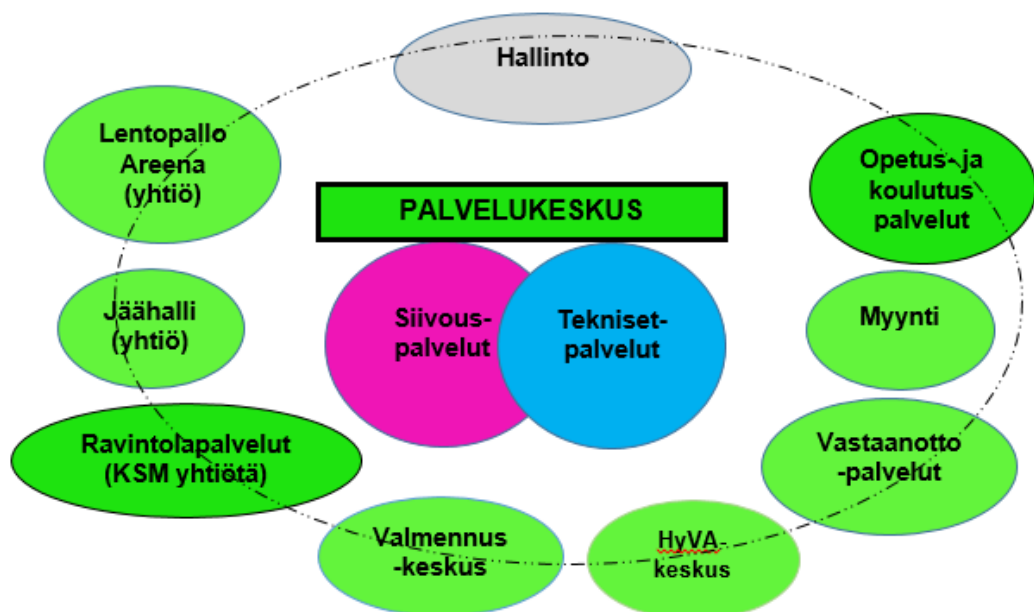 Hallinto
Lentopallo
Areena
(yhtiö)
Opetus- ja
koulutus
palvelut
PALVELUKESKUS
Jäähalli
(yhtiö)
Siivous-
palvelut
Tekniset-
palvelut
Myynti
Ravintolapalvelut
(KSM yhtiötä)
Vastaanotto
-palvelut
Valmennus
-keskus
HyVA-
keskus